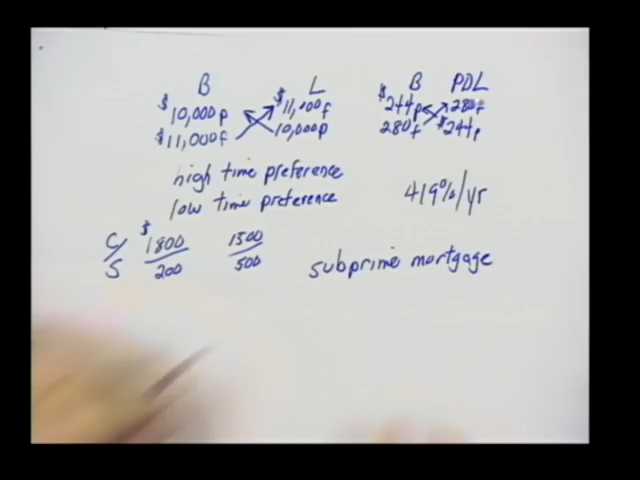 B L B PDL
$10,000p $11,000f $244p 280f
$11,000f 10,000p 280f $244p
high time preference
low time preference 419%/yr
C/S $1800/200 1500/500
subprime mortgage